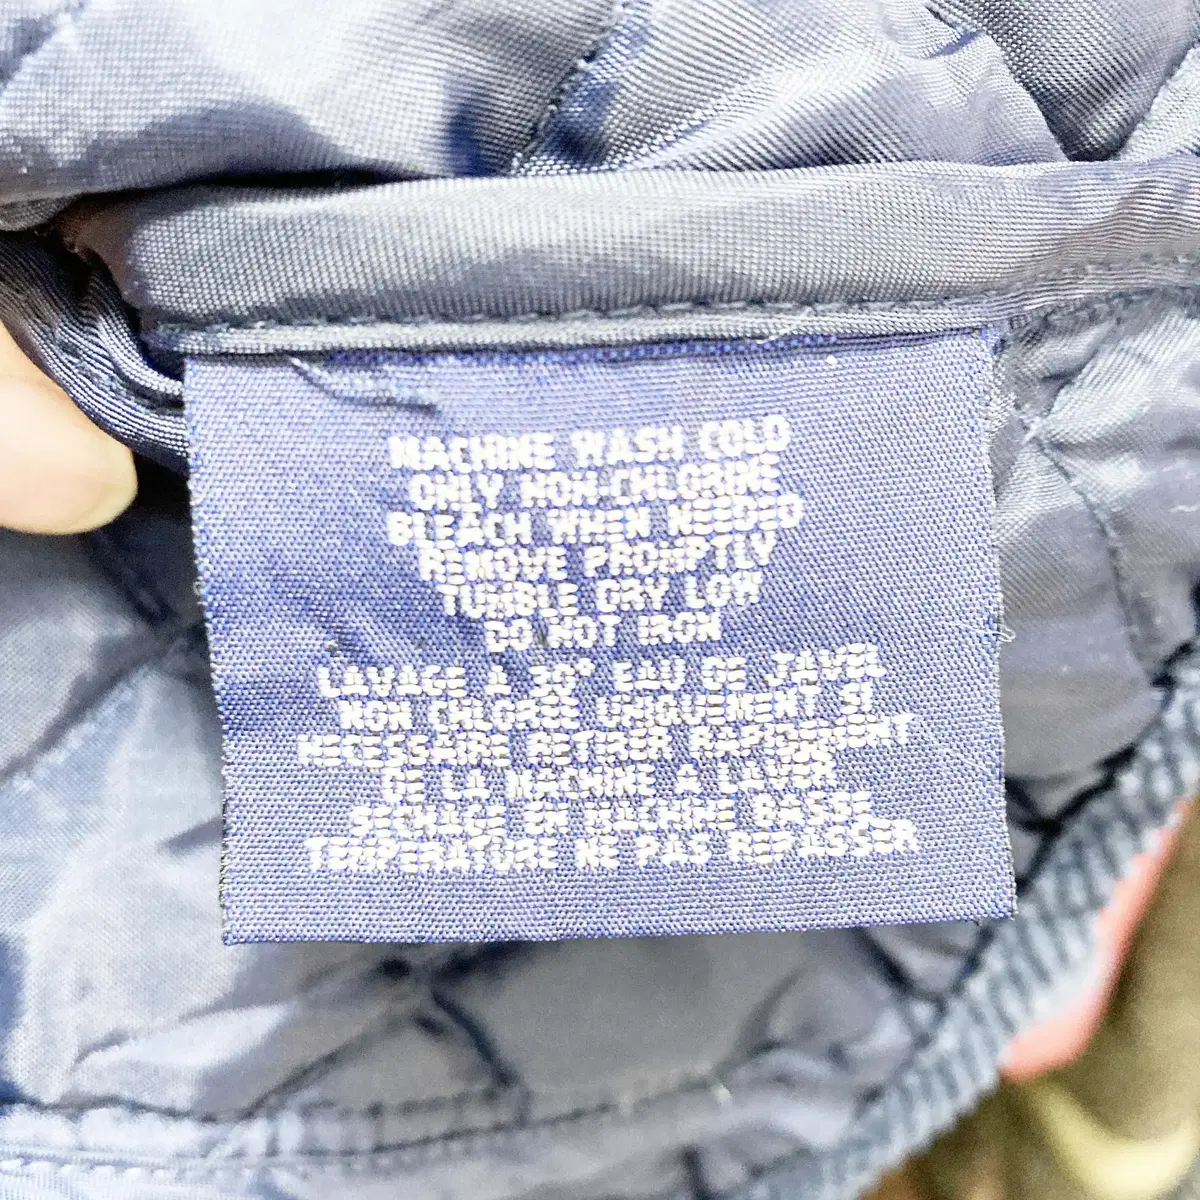 MACHINE WASH COLD
ONLY NON-CHLORINE
BLEACH WHEN NEEDED
REMOVE PROMPTLY
TUMBLE DRY LOW
DO NOT IRON
LAVAGE A 30° EAU DE JAVEL
NON CHLOREE UNIQUEMENT SI
NECESSAIRE RETIRER RAPIDEMENT
DE LA MACHINE A LAVER
SECHAGE EN MACHINE BASSE
TEMPERATURE NE PAS REPASSER